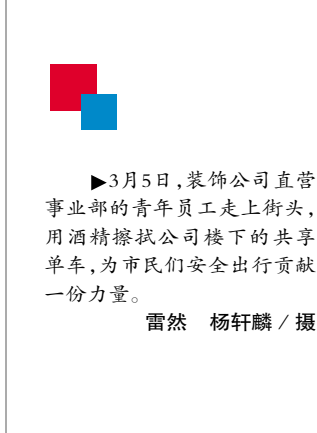 ▶3月5日,装饰公司直营
事业部的青年员工走上街头,
用酒精擦拭公司楼下的共享
单车,为市民们安全出行贡献
一份力量。
雷然 杨轩麟/摄